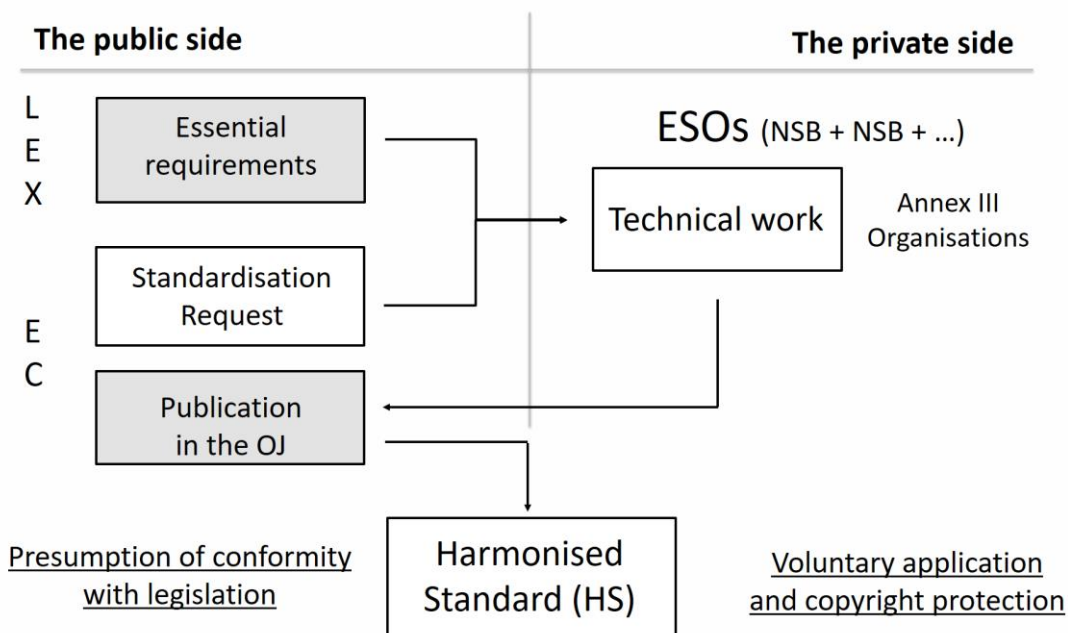 The public side
The private side
L
E
X
Essential
requirements
ESOs (NSB + NSB + ...)
Technical work
Annex III
Organisations
Standardisation
Request
E
C
Publication
in the OJ
Harmonised
Standard (HS)
Presumption of conformity
with legislation
Voluntary application
and copyright protection